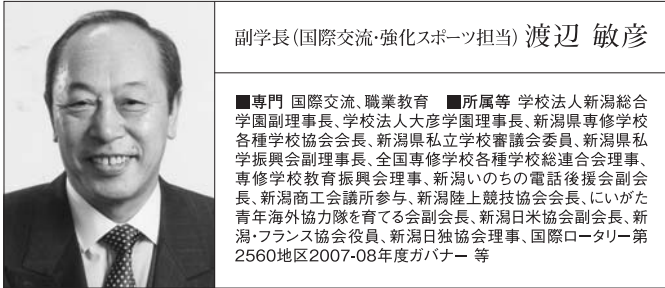 副学長(国際交流・強化スポーツ担当) 渡辺 敏彦
■専門 国際交流、職業教育 ■所属等 学校法人新潟総合
学園副理事長、学校法人大彦学園理事長、新潟県専修学校
各種学校協会会長、新潟県私立学校審議会委員、新潟県私
学振興会副理事長、全国専修学校各種学校総連合会理事、
専修学校教育振興会理事、新潟いのちの電話後援会副会
長、新潟商工会議所参与、新潟陸上競技協会会長、にいがた
青年海外協力隊を育てる会副会長、新潟日米協会副会長、新
潟・フランス協会役員、新潟日独協会理事、国際ロータリー第
2560地区2007-08年度ガバナー 等